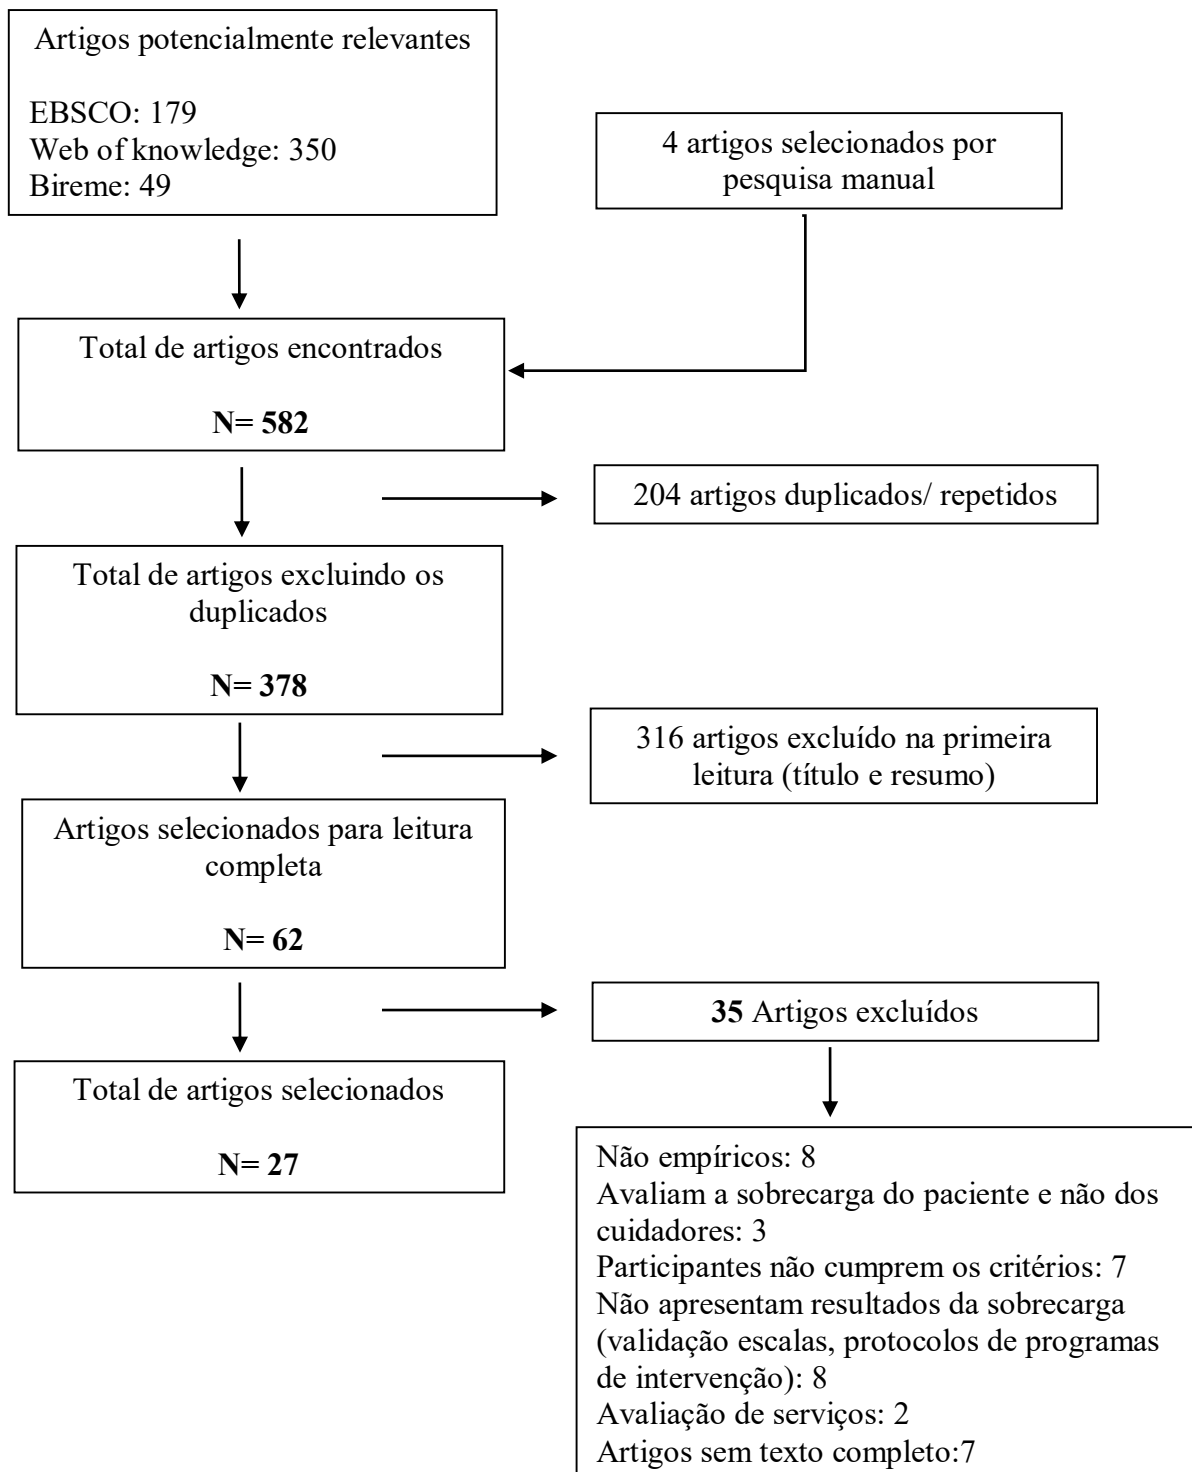 Artigos potencialmente relevantes
EBSCO: 179
Web of knowledge: 350
Bireme: 49
4 artigos selecionados por
pesquisa manual
Total de artigos encontrados
N= 582
204 artigos duplicados/ repetidos
Total de artigos excluindo os
duplicados
N= 378
316 artigos excluído na primeira
leitura (título e resumo)
Artigos selecionados para leitura
completa
N= 62
35 Artigos excluídos
Total de artigos selecionados
N= 27
Não empíricos: 8
Avaliam a sobrecarga do paciente e não dos
cuidadores: 3
Participantes não cumprem os critérios: 7
Não apresentam resultados da sobrecarga
(validação escalas, protocolos de programas
de intervenção): 8
Avaliação de serviços: 2
Artigos sem texto completo:7